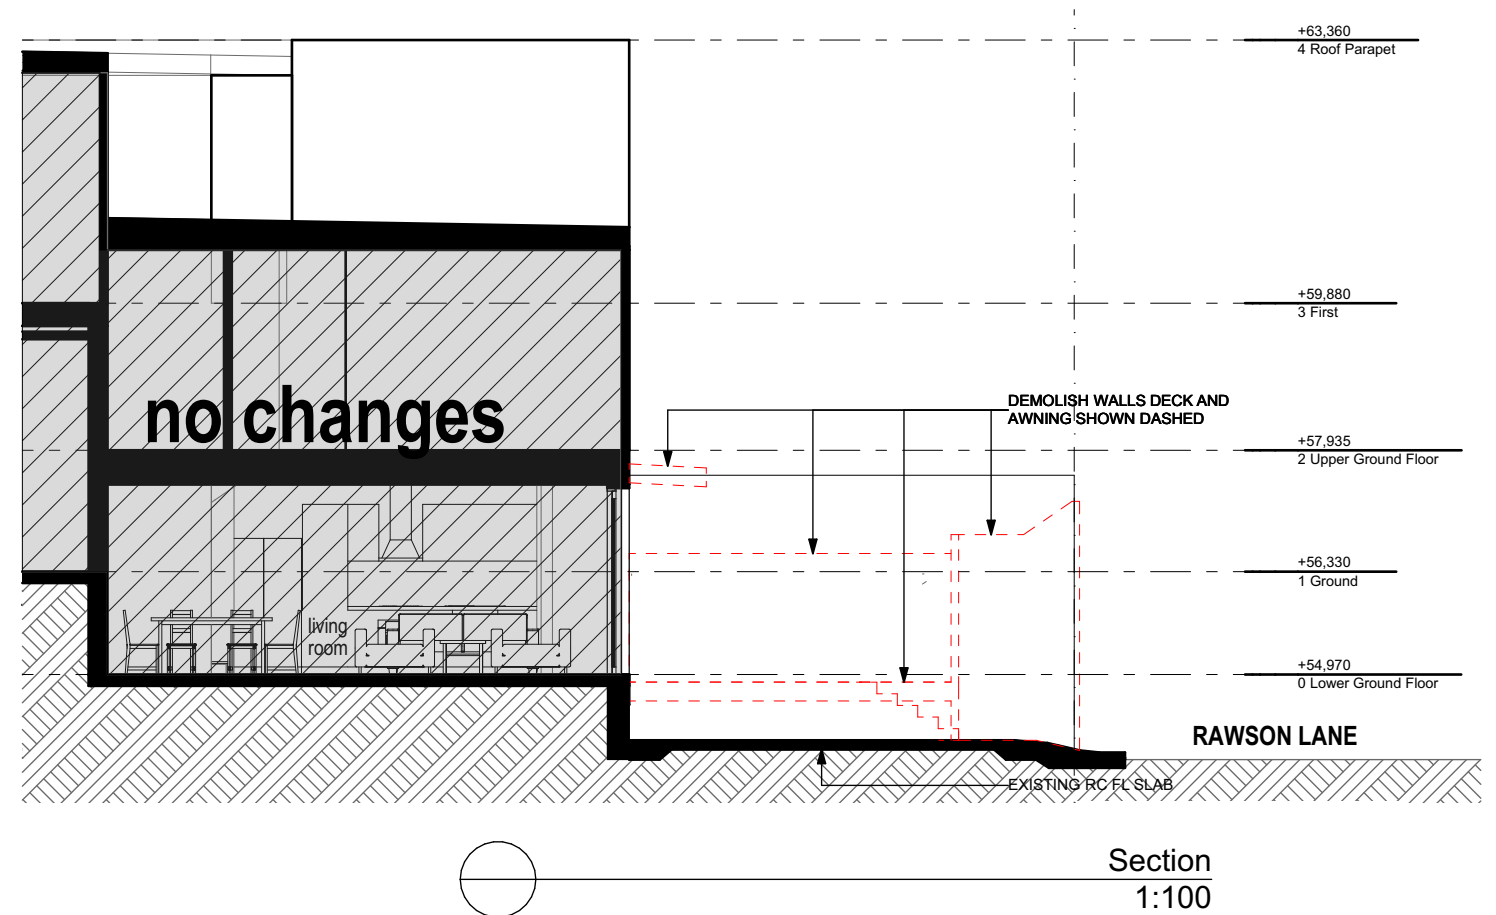 +63,360
4 Roof Parapet
+59,880
3 First
no changes
DEMOLISH WALLS DECK AND
AWNING SHOWN DASHED
+57,935
2 Upper Ground Floor
+56,330
1 Ground
living
room
+54,970
0 Lower Ground Floor
RAWSON LANE
EXISTING RC FL SLAB
Section
1:100